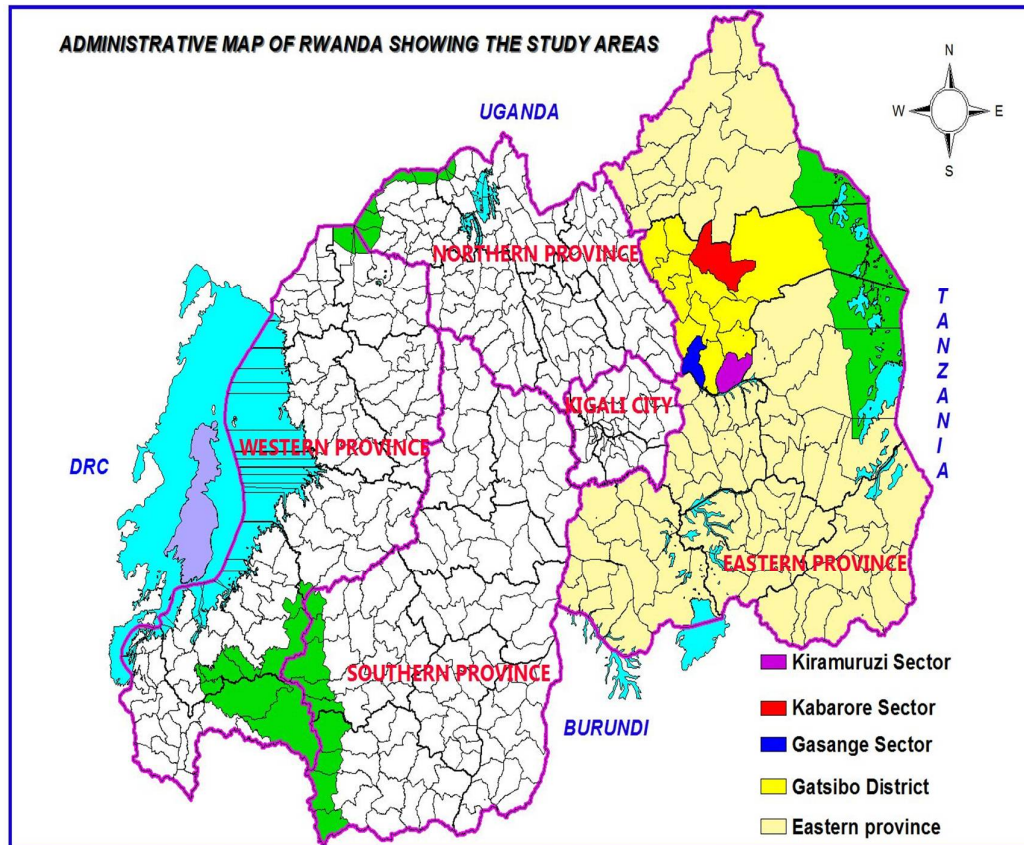 ADMINISTRATIVE MAP OF RWANDA SHOWING THE STUDY AREAS
N
W
E
S
UGANDA
NORTHERN PROVINCE
TANZANIA
KIGALI CITY
WESTERN PROVINCE
DRC
EASTERN PROVINCE
SOUTHERN PROVINCE
BURUNDI
Kiramuruzi Sector
Kabarore Sector
Gasange Sector
Gatsibo District
Eastern province